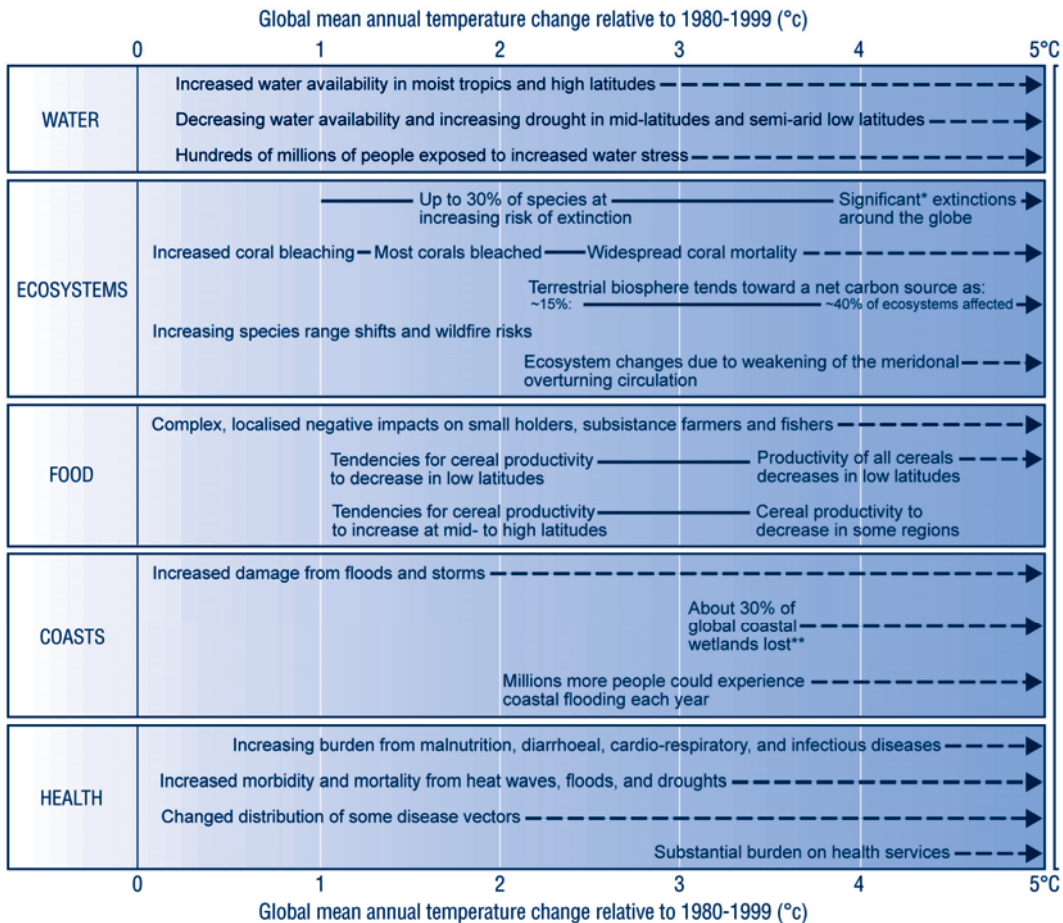 Global mean annual temperature change relative to 1980-1999 (°c)
0 1 2 3 4 5°C
WATER
Increased water availability in moist tropics and high latitudes
Decreasing water availability and increasing drought in mid-latitudes and semi-arid low latitudes
Hundreds of millions of people exposed to increased water stress
ECOSYSTEMS
Up to 30% of species at
increasing risk of extinction
Significant* extinctions
around the globe
Increased coral bleaching
Most corals bleached
Widespread coral mortality
Terrestrial biosphere tends toward a net carbon source as:
~15%:
~40% of ecosystems affected
Increasing species range shifts and wildfire risks
Ecosystem changes due to weakening of the meridonal
overturning circulation
FOOD
Complex, localised negative impacts on small holders, subsistance farmers and fishers
Tendencies for cereal productivity
to decrease in low latitudes
Productivity of all cereals
decreases in low latitudes
Tendencies for cereal productivity
to increase at mid- to high latitudes
Cereal productivity to
decrease in some regions
COASTS
Increased damage from floods and storms
About 30% of
global coastal
wetlands lost**
Millions more people could experience
coastal flooding each year
HEALTH
Increasing burden from malnutrition, diarrhoeal, cardio-respiratory, and infectious diseases
Increased morbidity and mortality from heat waves, floods, and droughts
Changed distribution of some disease vectors
Substantial burden on health services
0 1 2 3 4 5°C
Global mean annual temperature change relative to 1980-1999 (°c)